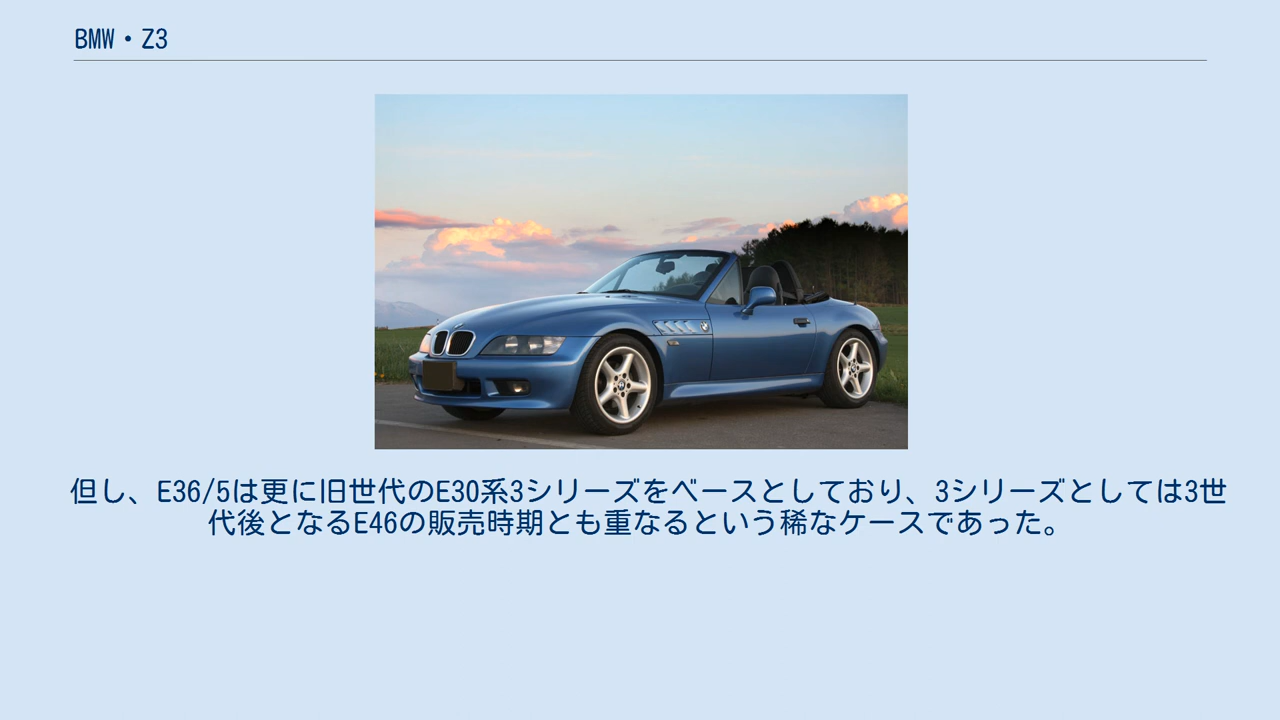 BMW・Z3
但し、E36/5は更に旧世代のE30系3シリーズをベースとしており、3シリーズとしては3世
代後となるE46の販売時期とも重なるという稀なケースであった。